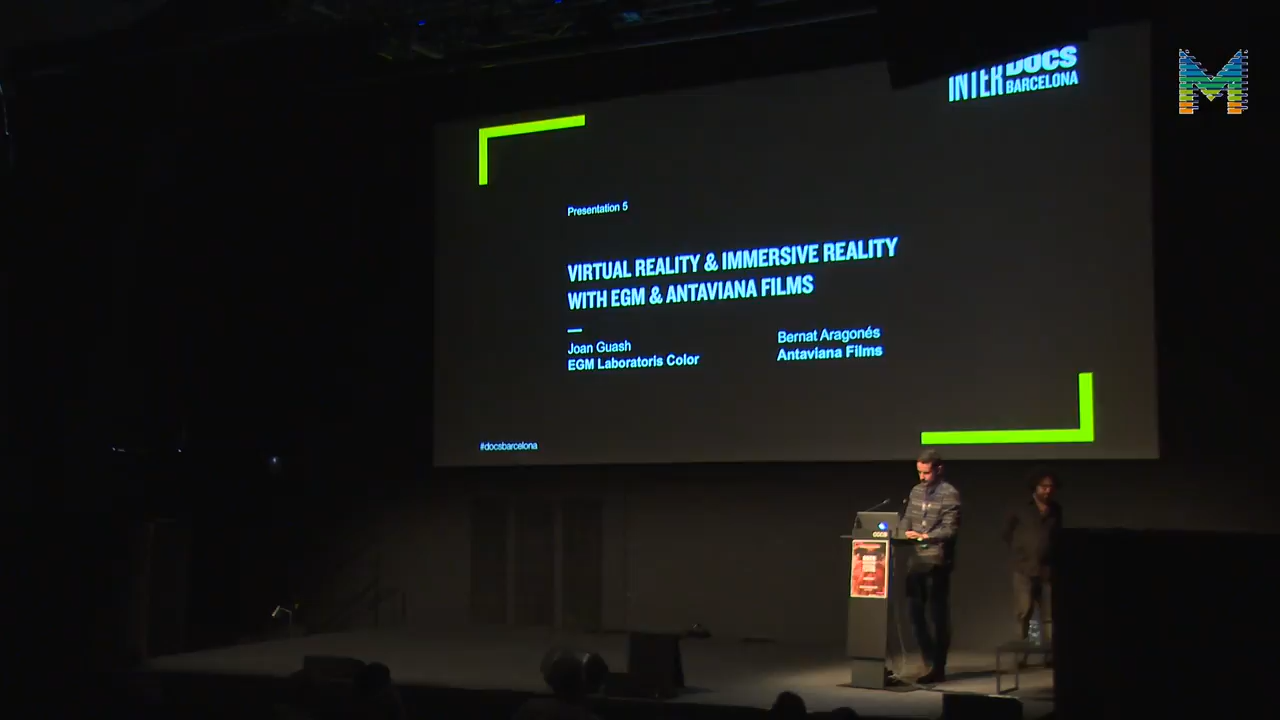 INTER DOCS
BARCELONA
M
Presentation 5
VIRTUAL REALITY & IMMERSIVE REALITY
WITH EGM & ANTAVIANA FILMS
Joan Guash
EGM Laboratoris Color
Bernat Aragonés
Antaviana Films
#docsbarcelona
CCCB